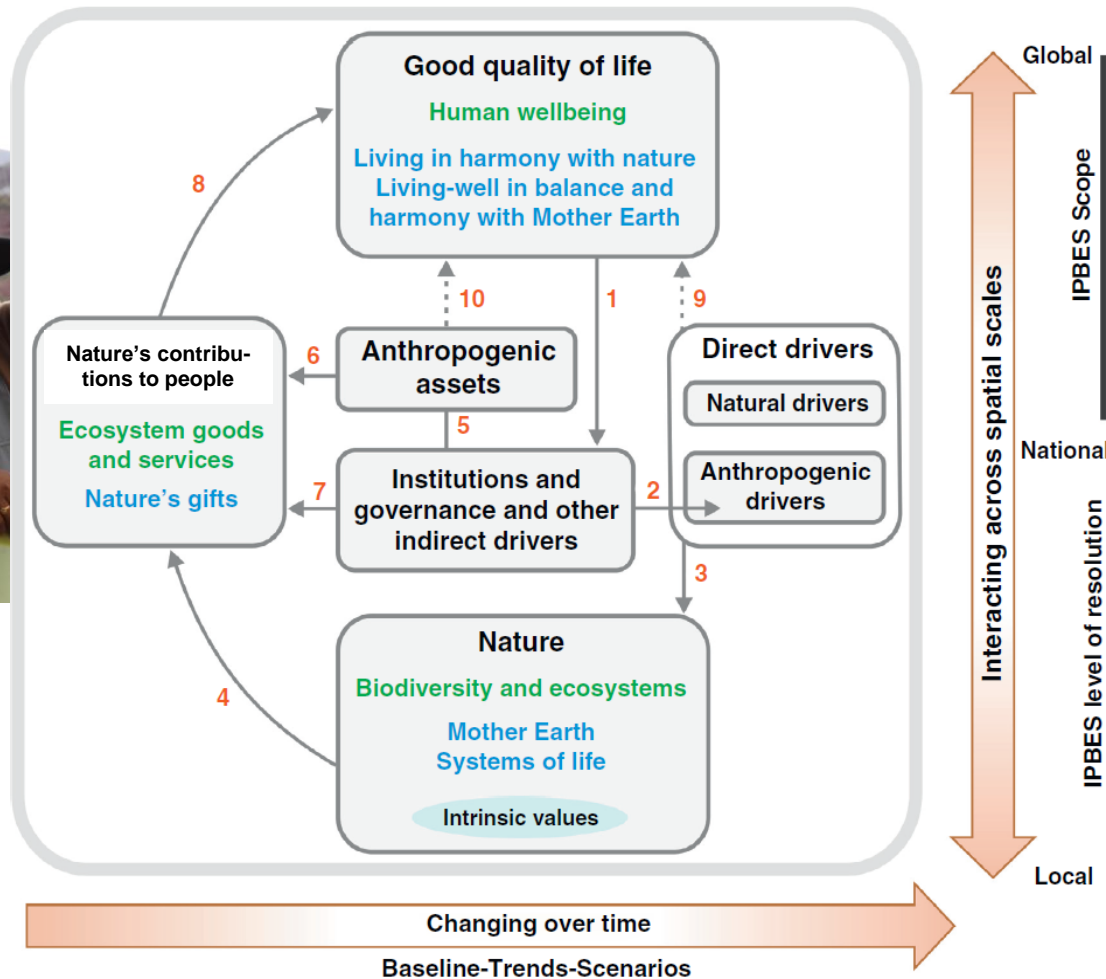 Good quality of life
Human wellbeing
Living in harmony with nature
Living-well in balance and
harmony with Mother Earth
8
10
1
9
Nature's contribu-
tions to people
Ecosystem goods
and services
Nature's gifts
6
Anthropogenic
assets
5
7
Institutions and
governance and other
indirect drivers
2
Direct drivers
Natural drivers
Anthropogenic
drivers
3
4
Nature
Biodiversity and ecosystems
Mother Earth
Systems of life
Intrinsic values
Changing over time
Baseline-Trends-Scenarios
Interacting across spatial scales
Global
IPBES Scope
National
IPBES level of resolution
Local